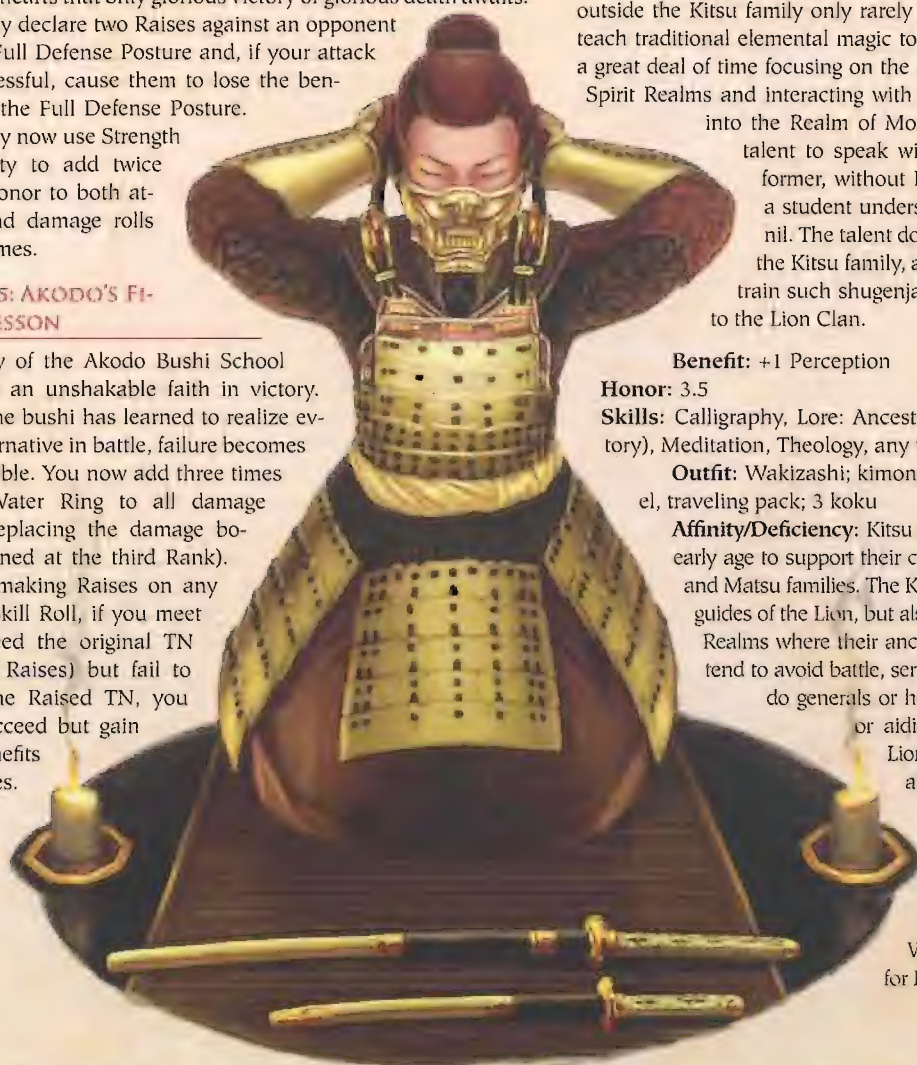 hearts that only glorious victory or glorious death awaits.
y declare two Raises against an opponent
Full Defense Posture and, if your attack
essful, cause them to lose the ben-
the Full Defense Posture.
y now use Strength
ty to add twice
onor to both at-
nd damage rolls
mes.
5: AKODO'S FI-
ESSON
y of the Akodo Bushi School
an unshakable faith in victory.
ne bushi has learned to realize ev-
rnative in battle, failure becomes
ble. You now add three times
Water Ring to all damage
eplacing the damage bo-
ned at the third Rank).
making Raises on any
kill Roll, if you meet
eed the original TN
Raises) but fail to
he Raised TN, you
cceed but gain
nefits
es.
outside the Kitsu family only rarely
teach traditional elemental magic to
a great deal of time focusing on the
Spirit Realms and interacting with
into the Realm of Mo
talent to speak wi
former, without
a student unders
nil. The talent do
the Kitsu family, a
train such shugenja
to the Lion Clan.
Benefit: +1 Perception
Honor: 3.5
Skills: Calligraphy, Lore: Ancest
tory), Meditation, Theology, any
Outfit: Wakizashi; kimon
el, traveling pack; 3 koku
Affinity/Deficiency: Kitsu
early age to support their c
and Matsu families. The K
guides of the Lion, but als
Realms where their anc
tend to avoid battle, ser
do generals or h
or aidi
Lion
a
V
for